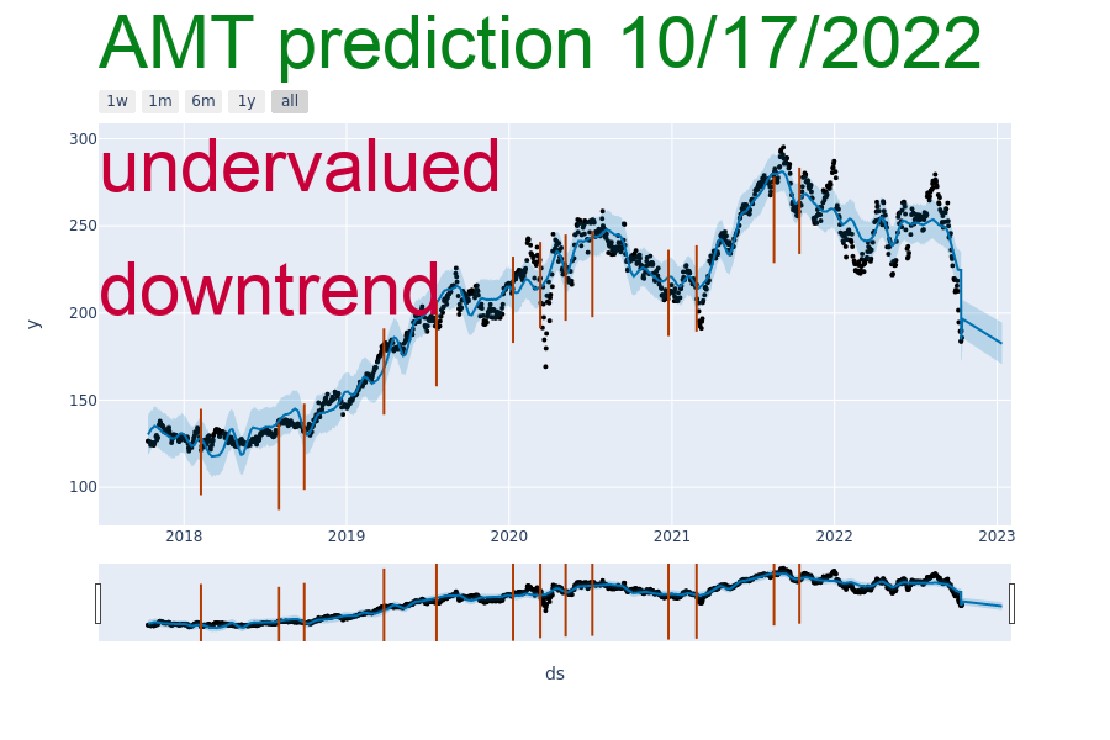 AMT prediction 10/17/2022
1w 1m 6m 1y all
300
undervalued
250
downtrend
200
y
150
100
2018 2019 2020 2021 2022 2023
ds